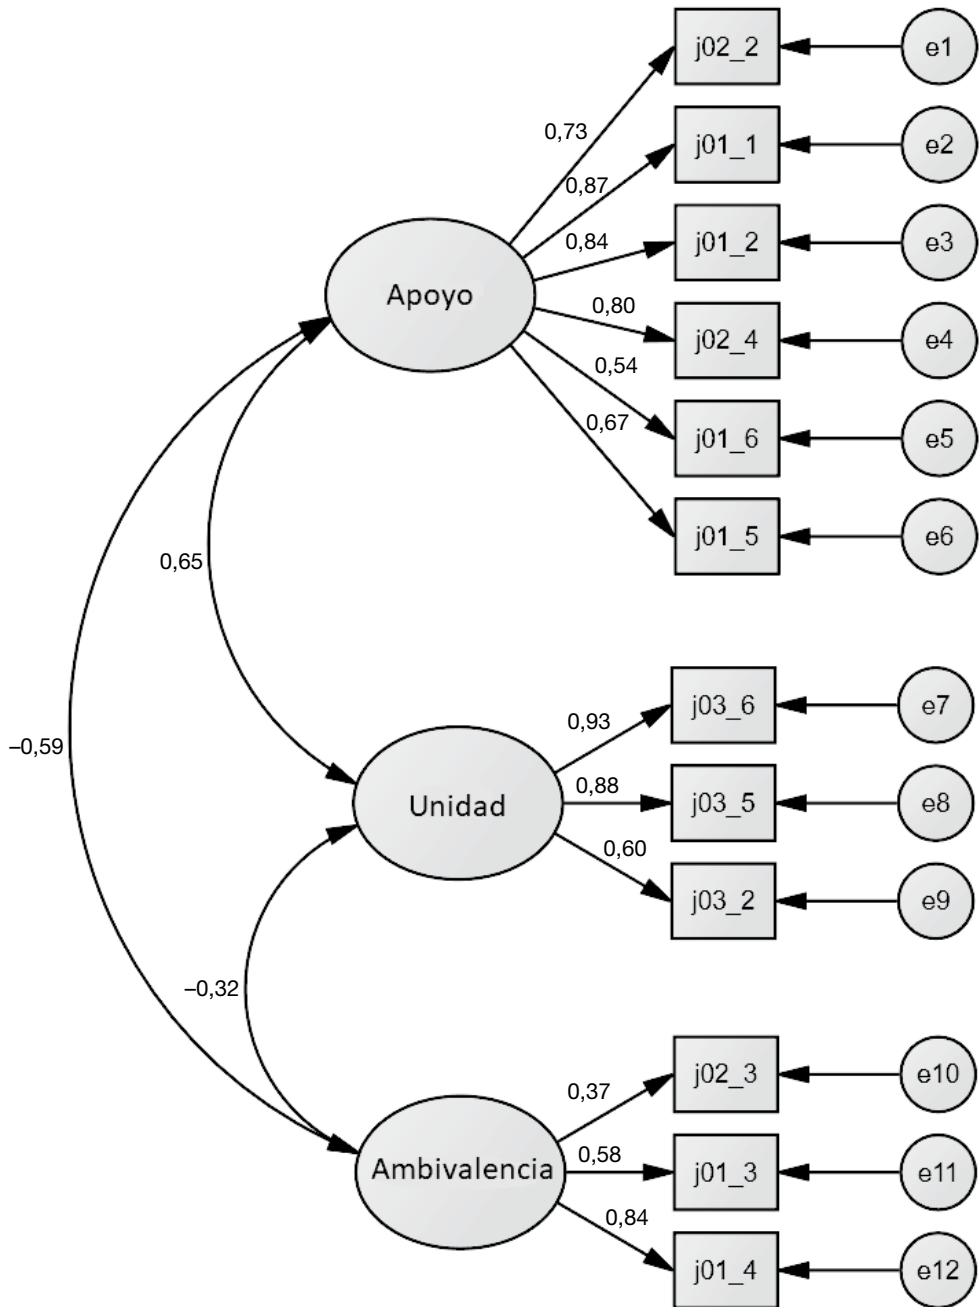 j02_2
e1
0,73
j01_1
e2
0,87
j01_2
e3
0,84
Apoyo
0,80
j02_4
e4
0,54
j01_6
e5
0,67
j01_5
e6
0,65
j03_6
e7
0,93
–0,59
0,88
j03_5
e8
Unidad
0,60
j03_2
e9
–0,32
j02_3
e10
0,37
0,58
j01_3
e11
Ambivalencia
0,84
j01_4
e12